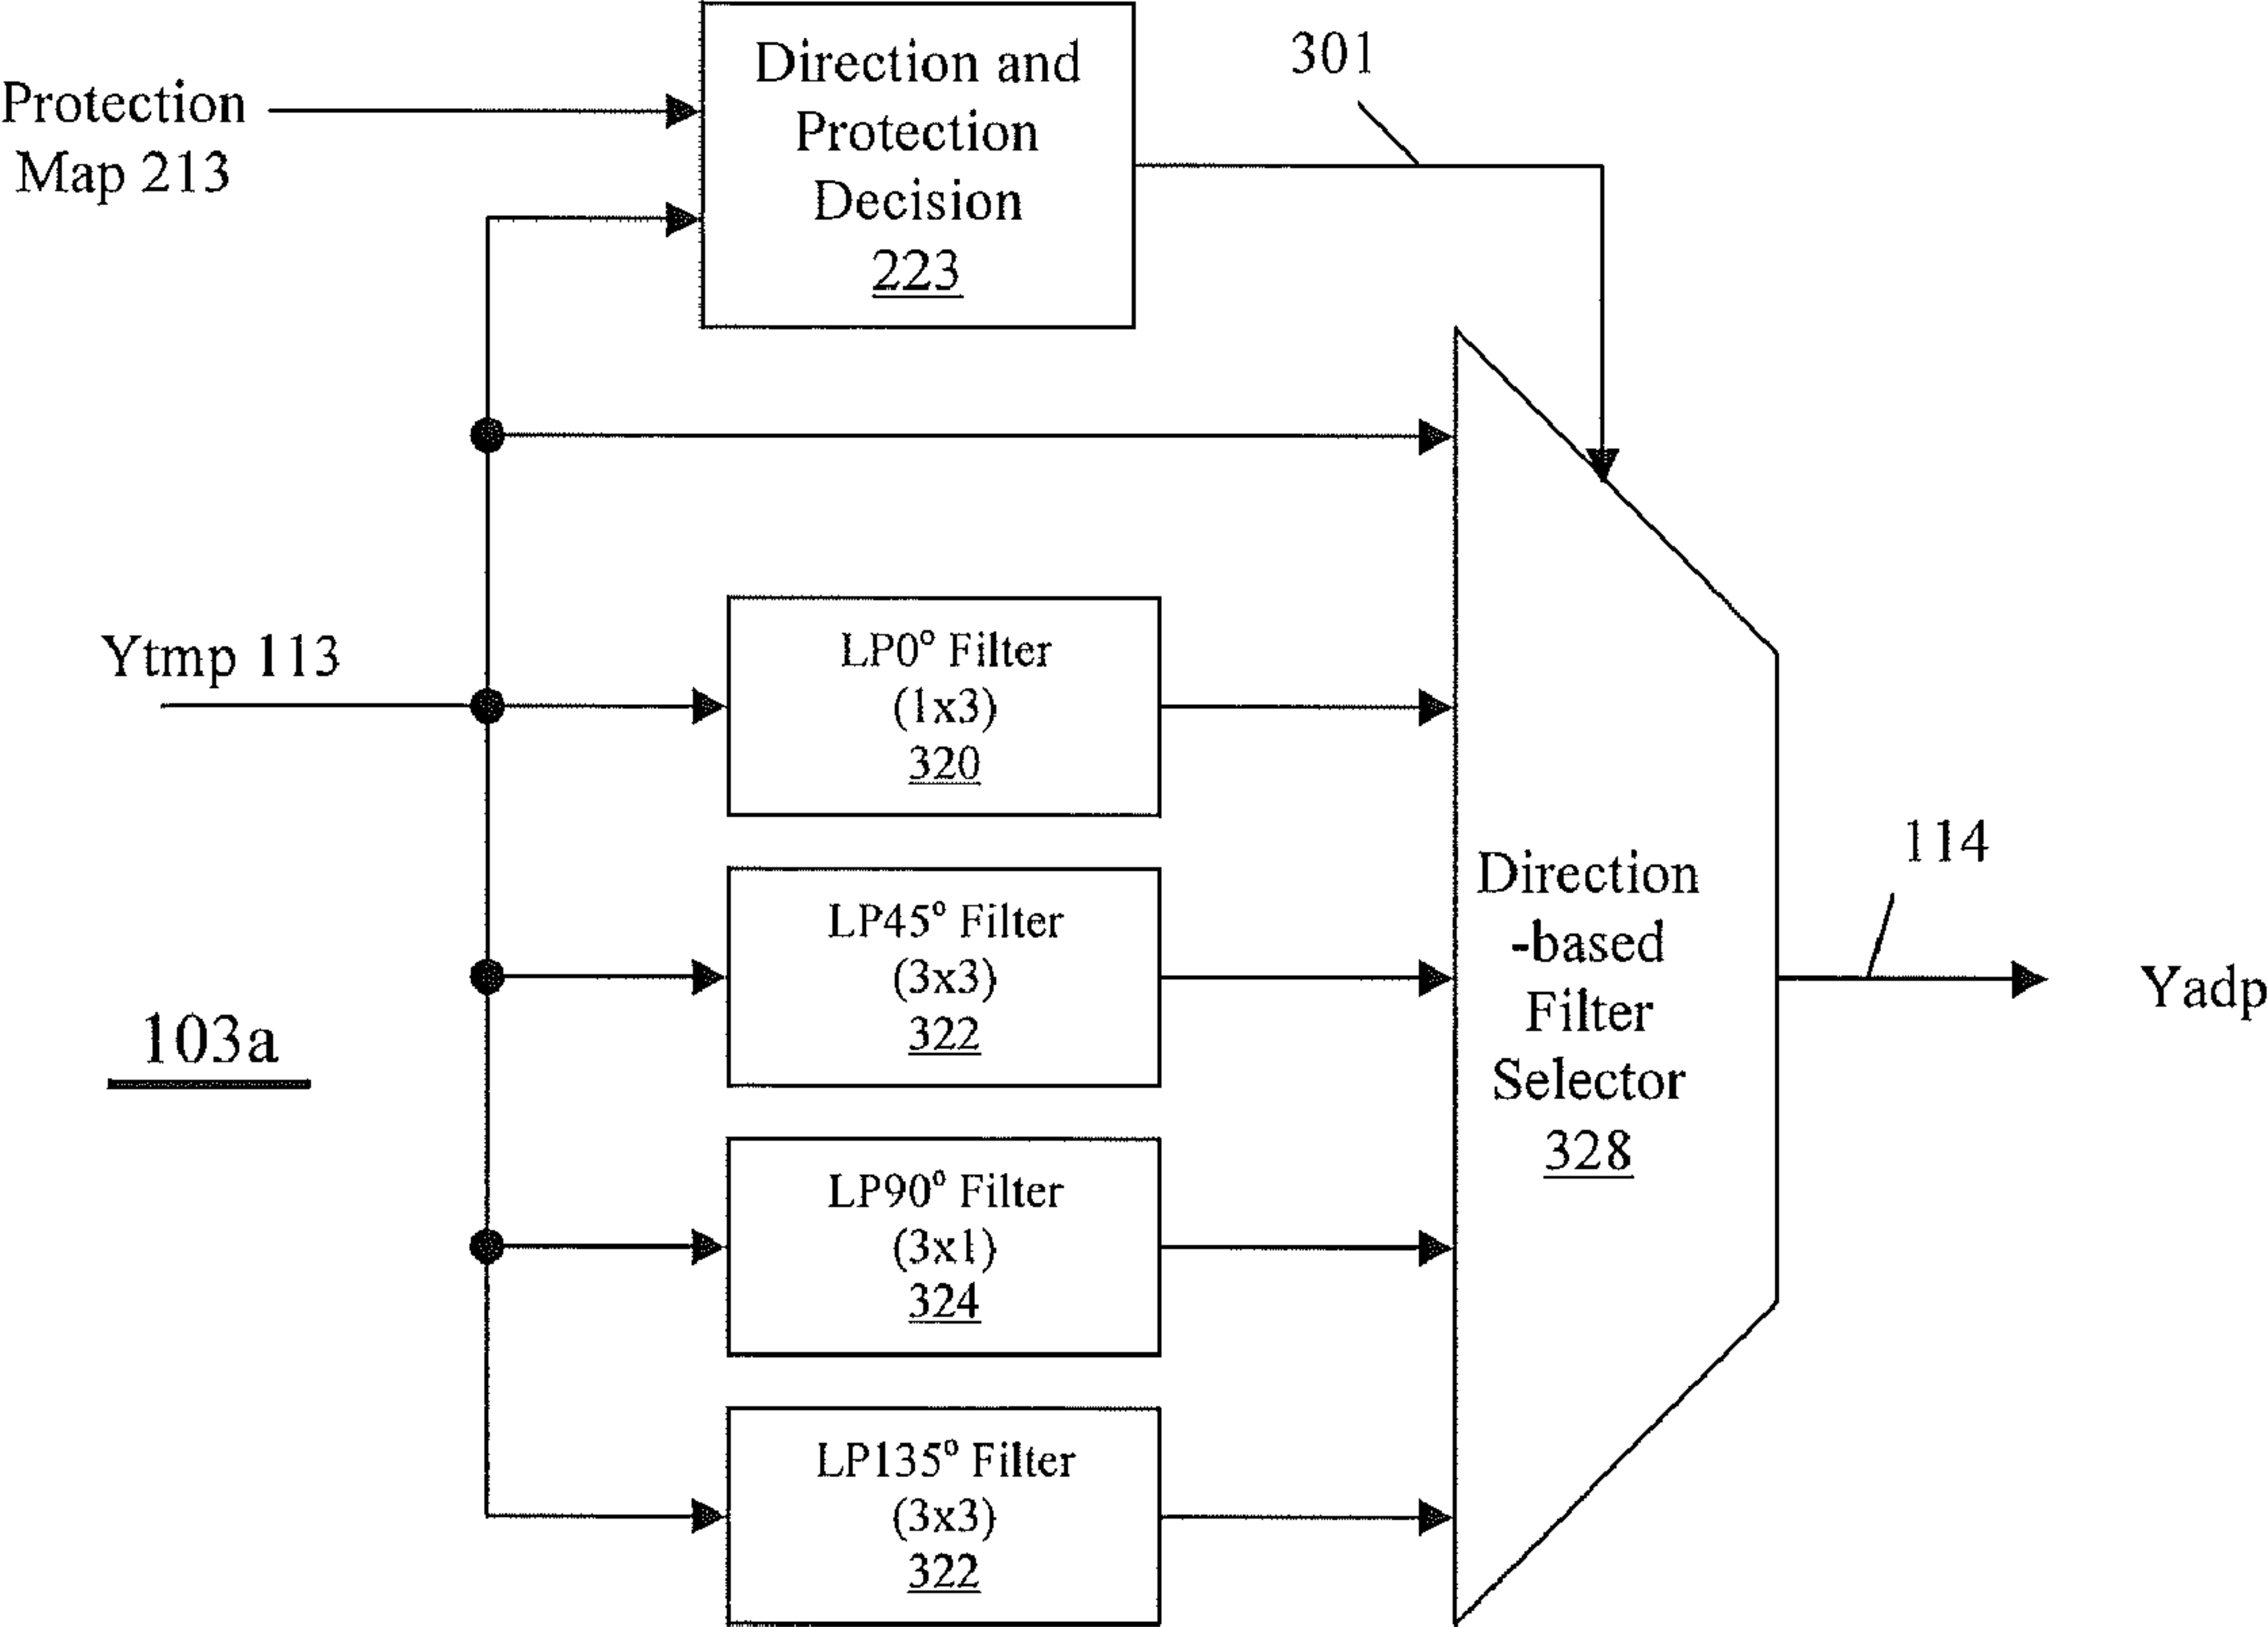 Protection
Map 213
Direction and
Protection
Decision
223
301
Ytmp 113
LP0° Filter
(1x3)
320
LP45° Filter
(3x3)
322
LP90° Filter
(3x1)
324
LP135° Filter
(3x3)
322
Direction
-based
Filter
Selector
328
114
Yadp
103a